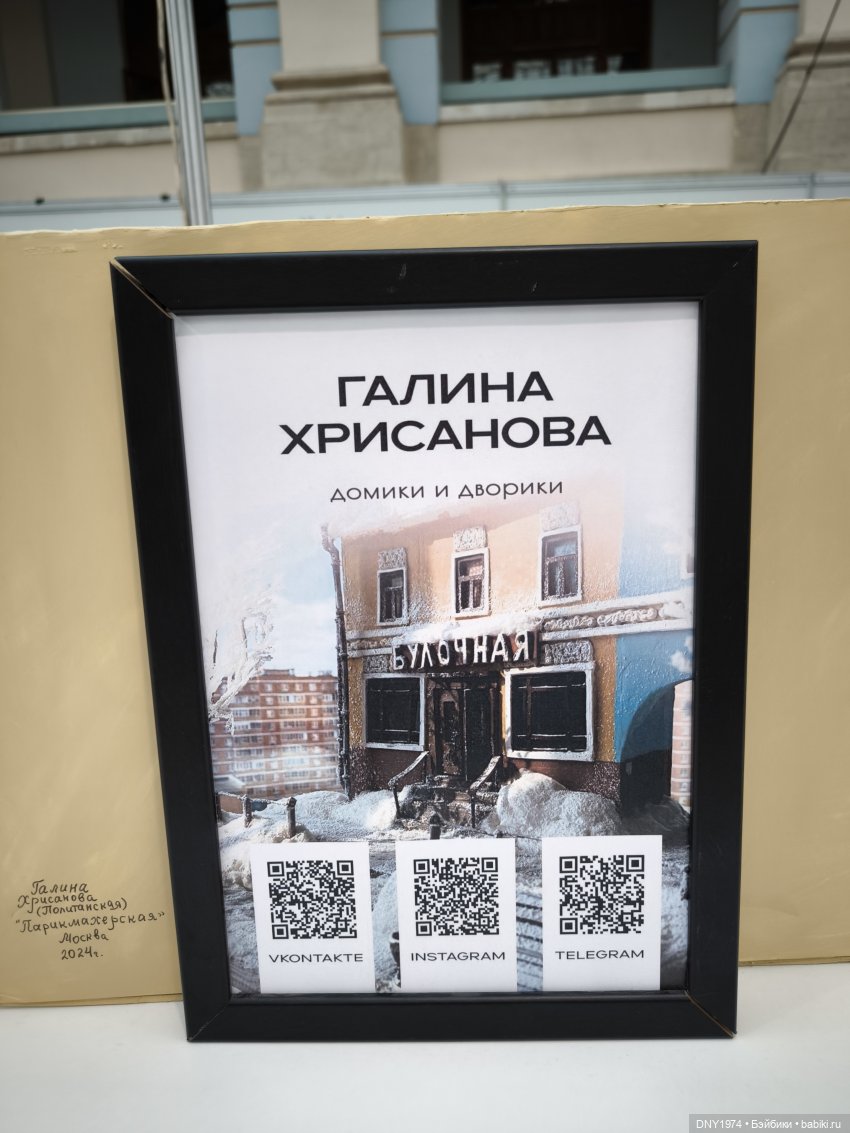 ГАЛИНА
ХРИСАНОВА
домики и дворики
БУЛОЧНАЯ
VKONTAKTE
INSTAGRAM
TELEGRAM
Галина
Хрисанова
(Политанская)
"Парикмахерская"
Москва
2024г.
DNY1974 • Бэйбики • babiki.ru